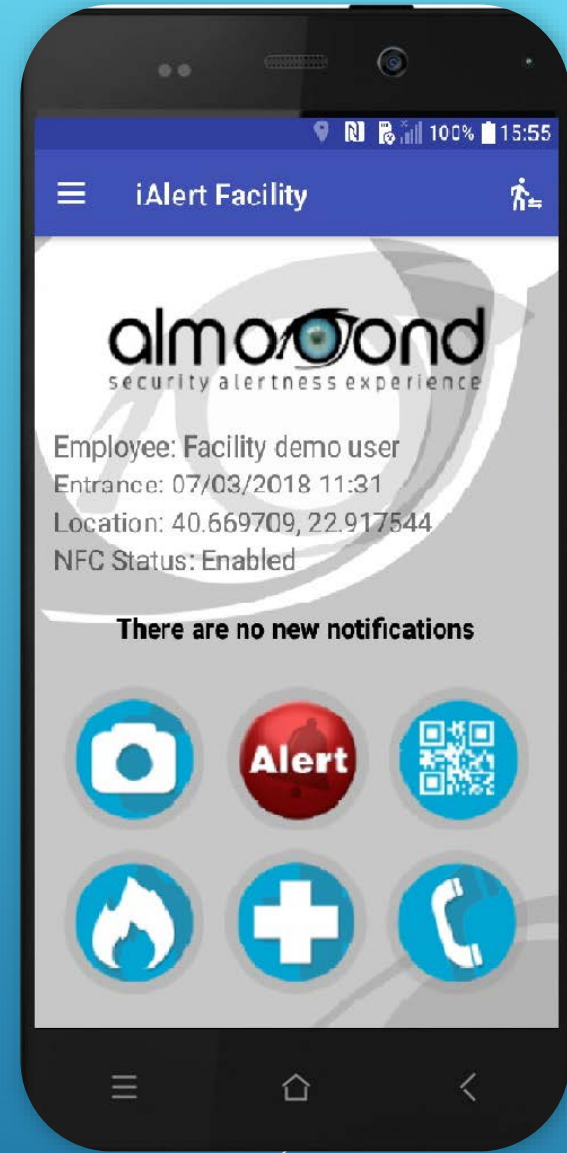 100% 15:55
iAlert Facility
almoond
security alertness experience
Employee: Facility demo user
Entrance: 07/03/2018 11:31
Location: 40.669709, 22.917544
NFC Status: Enabled
There are no new notifications
Alert